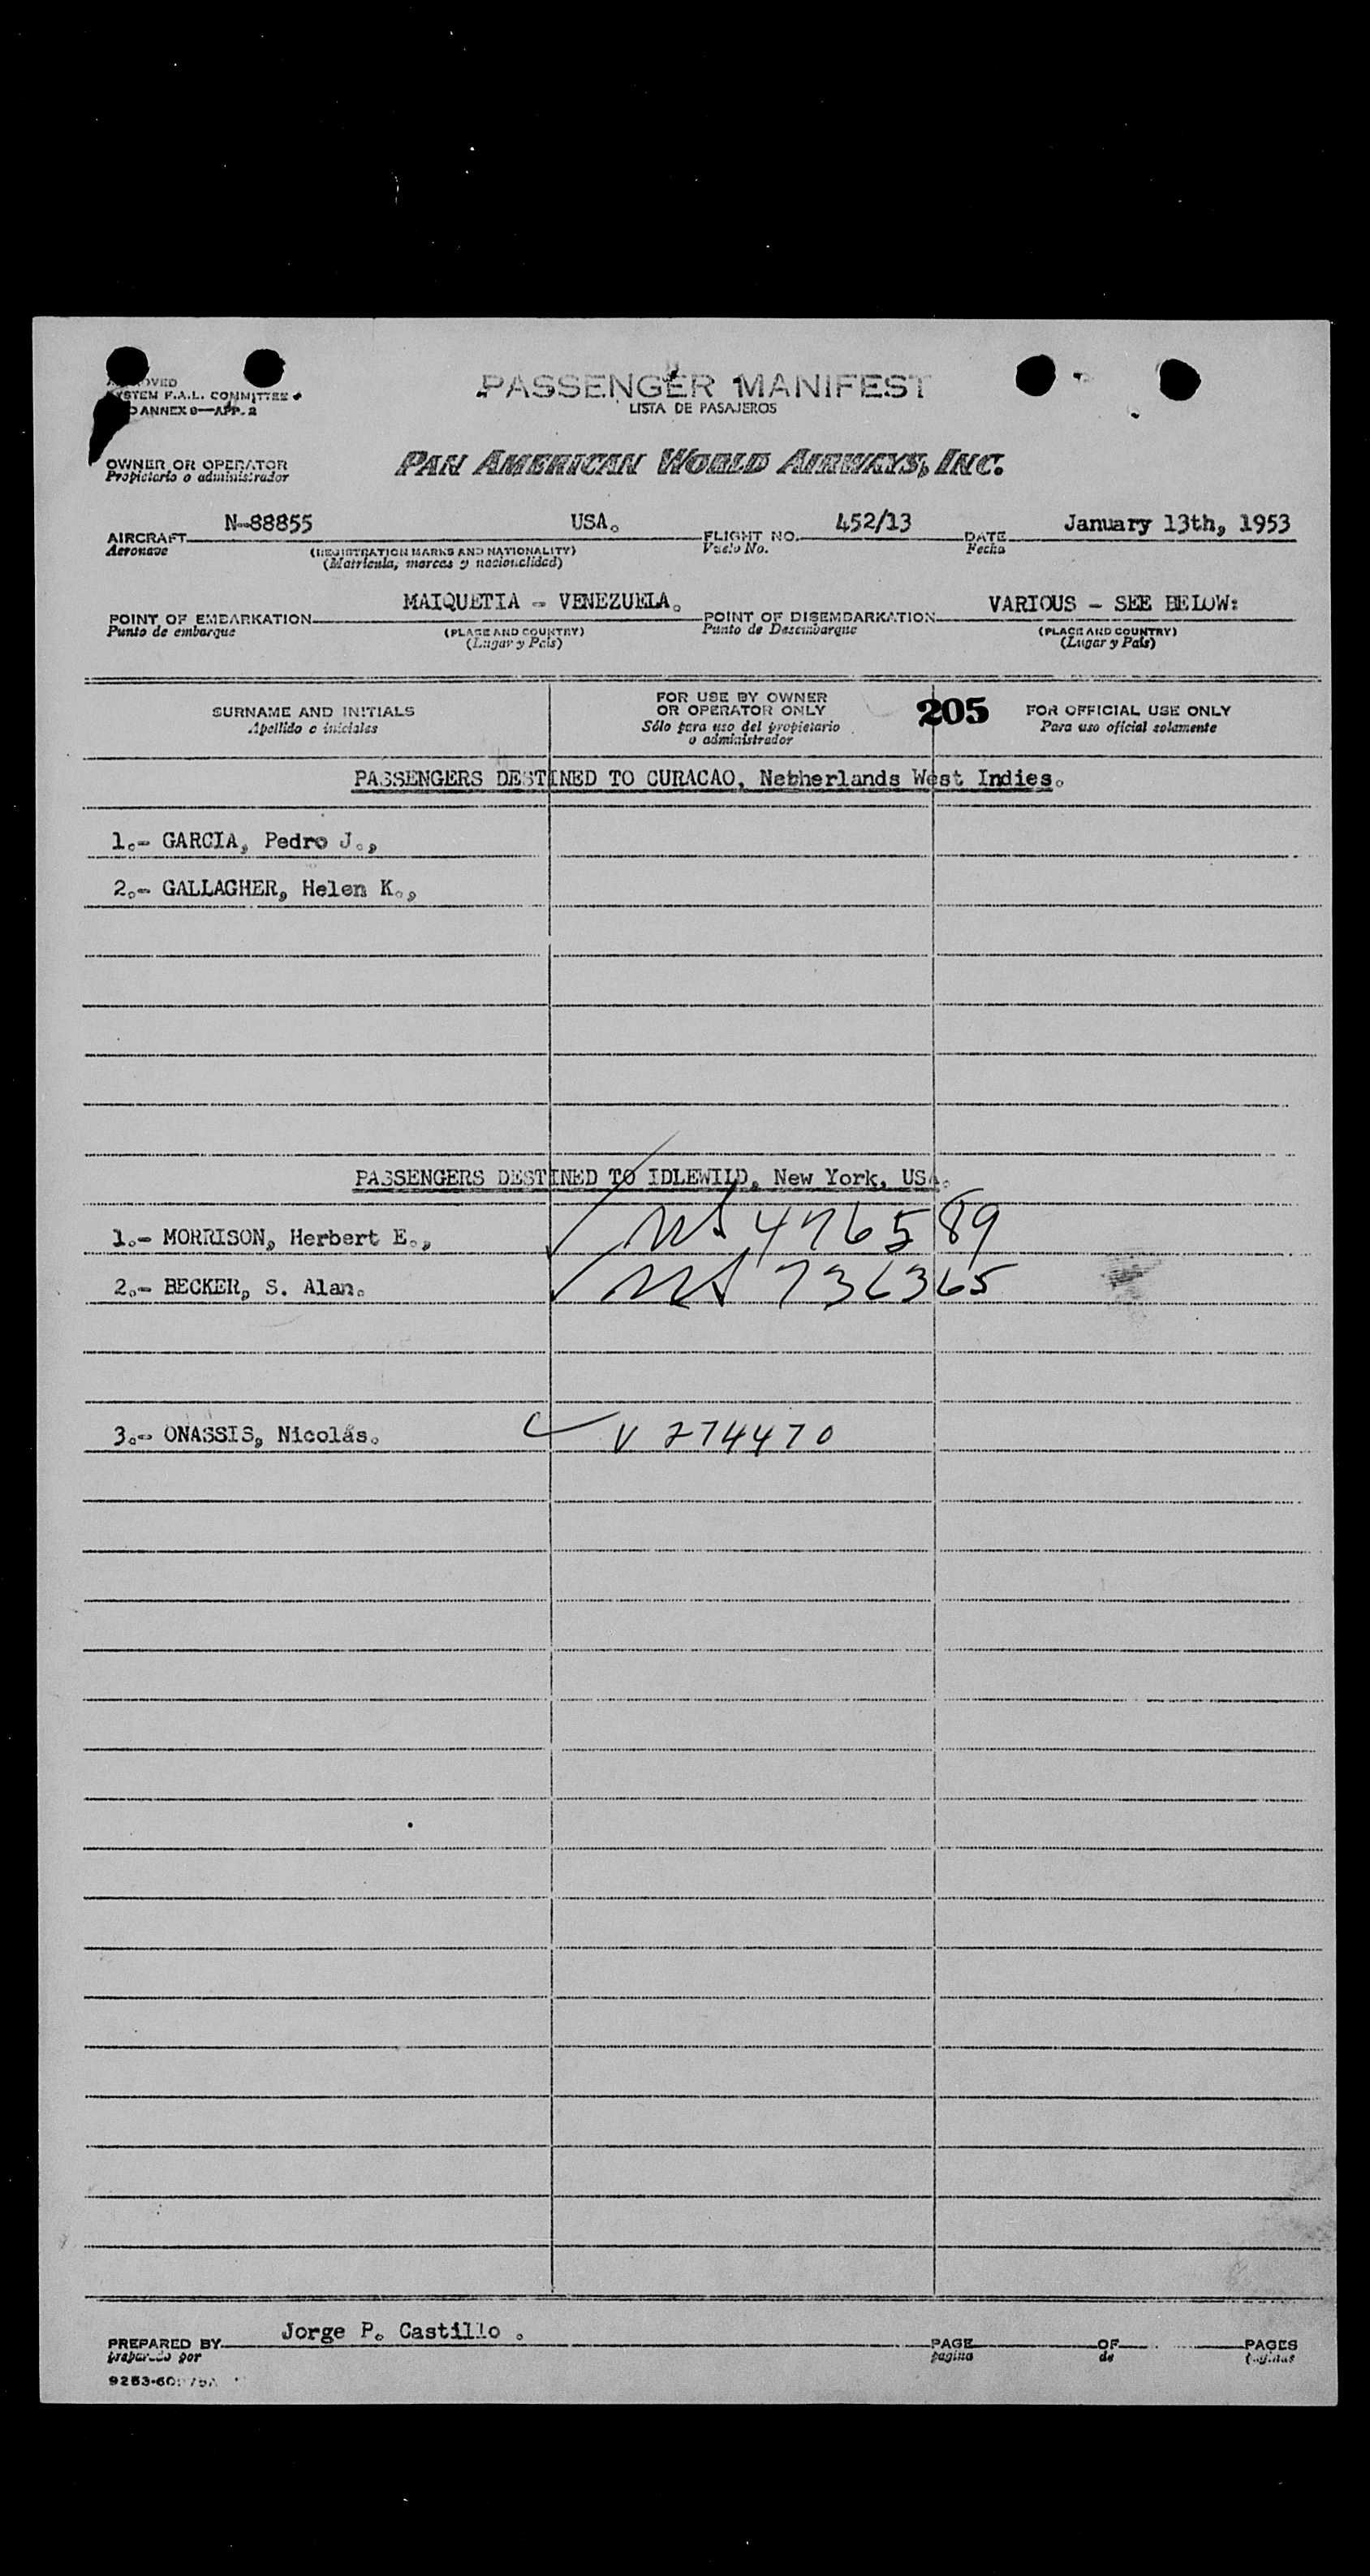 PASSENGER MANIFEST
LISTA DE PASAJEROS
SYSTEM F.A.L. COMMITTEE
ANNEX 9—APP. 2
OWNER OR OPERATOR
Propietario o administrador
PAN AMERICAN WORLD AIRWAYS, INC.
AIRCRAFT N-88855 USA. FLIGHT NO. 452/13 DATE January 13th, 1953
Aeronave (REGISTRATION MARKS AND NATIONALITY) Vuelo No. Fecha
(Matrícula, marcas y nacionalidad)
POINT OF EMBARKATION MAIQUETIA - VENEZUELA. POINT OF DISEMBARKATION VARIOUS - SEE BELOW:
Punto de embarque (PLACE AND COUNTRY) Punto de Desembarque (PLACE AND COUNTRY)
(Lugar y País) (Lugar y País)
SURNAME AND INITIALS
Apellido e iniciales
FOR USE BY OWNER
OR OPERATOR ONLY
Sólo para uso del propietario
o administrador
205
FOR OFFICIAL USE ONLY
Para uso oficial solamente
PASSENGERS DESTINED TO CURACAO, Netherlands West Indies.
1.- GARCIA, Pedro J.,
2.- GALLAGHER, Helen K.,
PASSENGERS DESTINED TO IDLEWILD, New York, USA.
1.- MORRISON, Herbert E., 476589
2.- BECKER, S. Alan. 736365
3.- ONASSIS, Nicolás. V 274470
PREPARED BY Jorge P. Castillo . PAGE OF PAGES
preparado por pagina de paginas